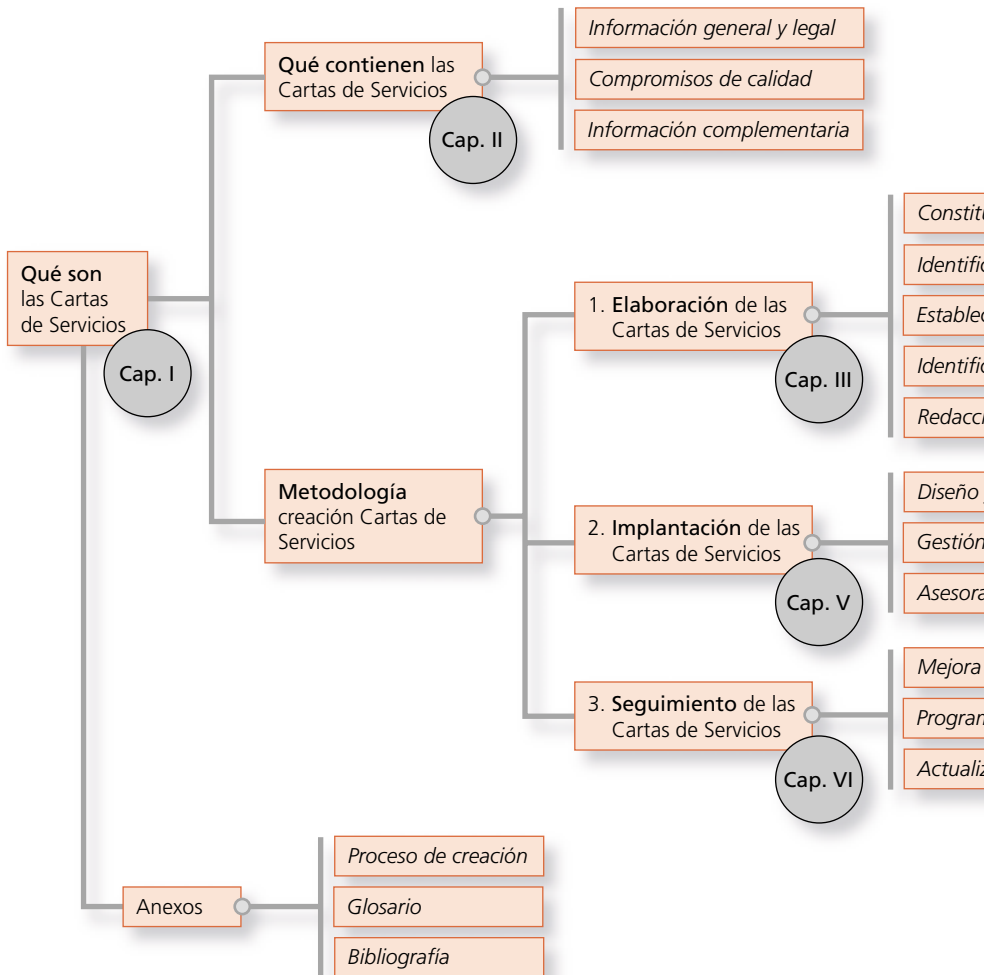 Qué son
las Cartas
de Servicios
Cap. I
Qué contienen las
Cartas de Servicios
Cap. II
Información general y legal
Compromisos de calidad
Información complementaria
Metodología
creación Cartas de
Servicios
1. Elaboración de las
Cartas de Servicios
Cap. III
2. Implantación de las
Cartas de Servicios
Cap. V
Diseño
Gestión
3. Seguimiento de las
Cartas de Servicios
Cap. VI
Mejora
Anexos
Proceso de creación
Glosario
Bibliografía